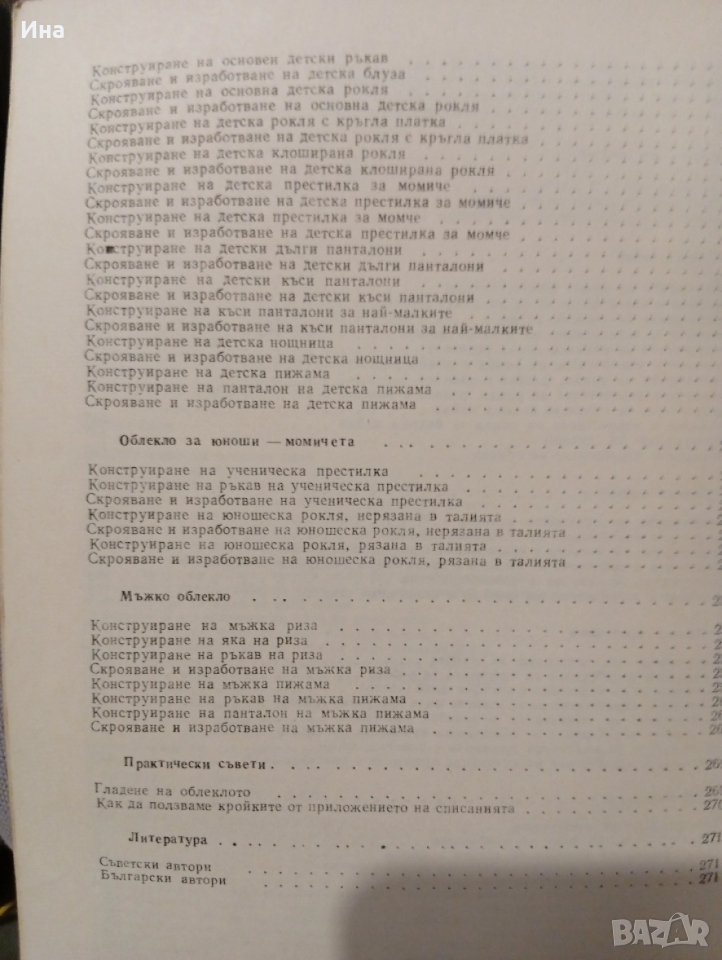 Ина
Конструиране на основен детски ръкав
Скрояване и изработване на детска блуза
Конструиране на основна детска рокля
Скрояване и изработване на основна детска рокля
Конструиране на детска рокля с кръгла платка
Скрояване и изработване на детска рокля с кръгла платка
Конструиране на детска клоширана рокля
Скрояване и изработване на детска клоширана рокля
Конструиране на детска престилка за момиче
Скрояване и изработване на детска престилка за момиче
Конструиране на детска престилка за момче
Скрояване и изработване на детска престилка за момче
Конструиране на детски дълги панталони
Скрояване и изработване на детски дълги панталони
Конструиране на детски къси панталони
Скрояване и изработване на детски къси панталони
Конструиране на къси панталони за най-малките
Скрояване и изработване на къси панталони за най-малките
Конструиране на детска нощница
Скрояване и изработване на детска нощница
Конструиране на детска пижама
Конструиране на панталон на детска пижама
Скрояване и изработване на детска пижама
Облекло за юноши — момичета
Конструиране на ученическа престилка
Конструиране на ръкав на ученическа престилка
Скрояване и изработване на ученическа престилка
Конструиране на юношеска рокля, нерязана в талията
Скрояване и изработване на юношеска рокля, нерязана в талията
Конструиране на юношеска рокля, рязана в талията
Скрояване и изработване на юношеска рокля, рязана в талията
Мъжко облекло
Конструиране на мъжка риза
Конструиране на яка на риза
Конструиране на ръкав на риза
Скрояване и изработване на мъжка риза
Конструиране на мъжка пижама
Конструиране на ръкав на мъжка пижама
Конструиране на панталон на мъжка пижама
Скрояване и изработване на мъжка пижама
Практически съвети
Гладене на облеклото
Как да ползваме кройките от приложението на списанията
Литература 271
Съветски автори 271
Български автори 271
BAZAR